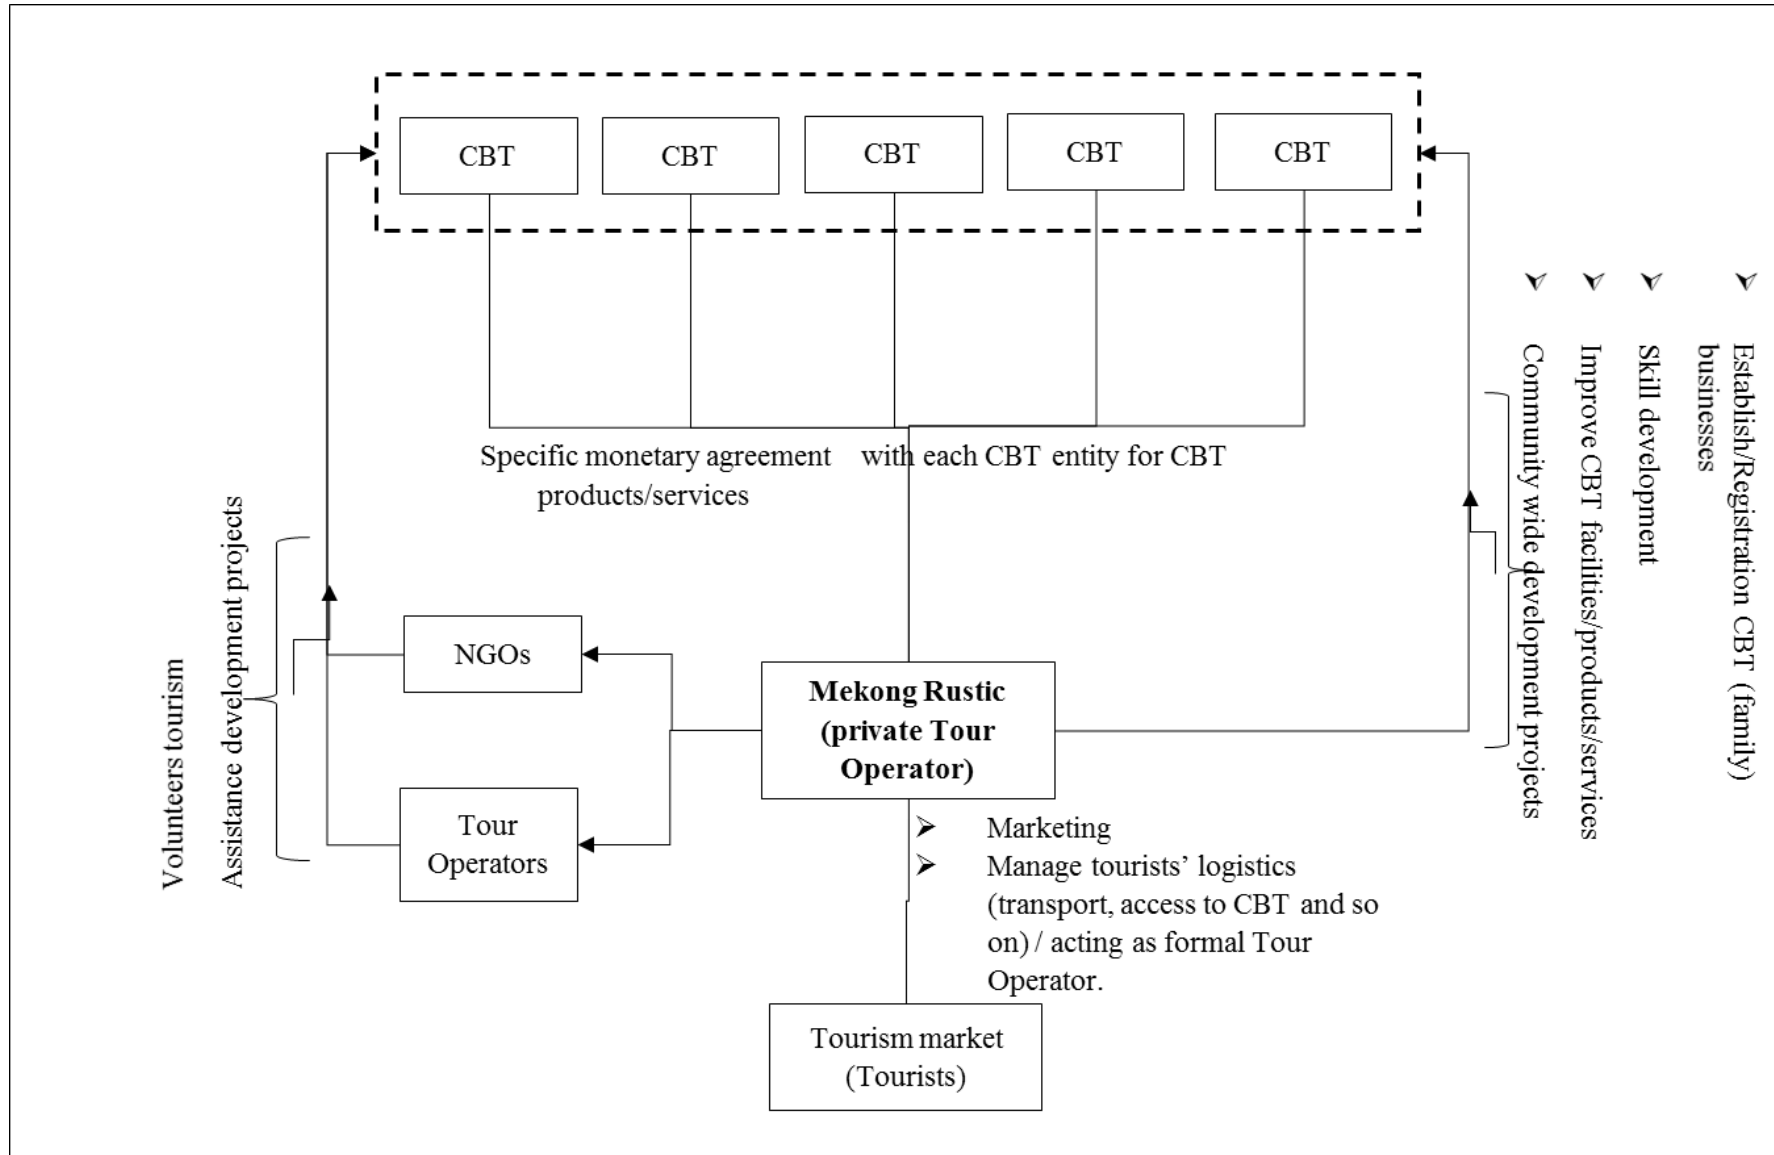 CBT
CBT
CBT
CBT
CBT
Specific monetary agreement with each CBT entity for CBT
products/services
Establish/Registration CBT (family)
businesses
Skill development
Improve CBT facilities/products/services
Community wide development projects
Volunteers tourism
Assistance development projects
NGOs
Tour
Operators
Mekong Rustic
(private Tour
Operator)
Marketing
Manage tourists' logistics
(transport, access to CBT and so
on) / acting as formal Tour
Operator.
Tourism market
(Tourists)